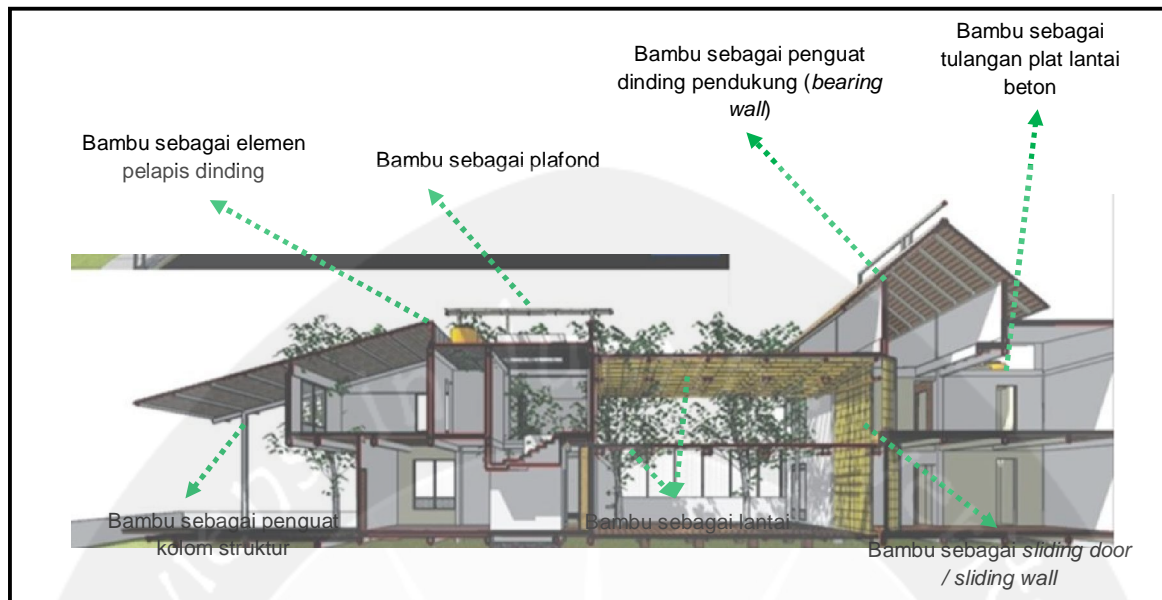 Bambu sebagai
tulangan plat lantai
beton
Bambu sebagai penguat
dinding pendukung (bearing
wall)
Bambu sebagai elemen
pelapis dinding
Bambu sebagai plafond
Bambu sebagai penguat
kolom struktur
Bambu sebagai lantai
Bambu sebagai sliding door
/ sliding wall